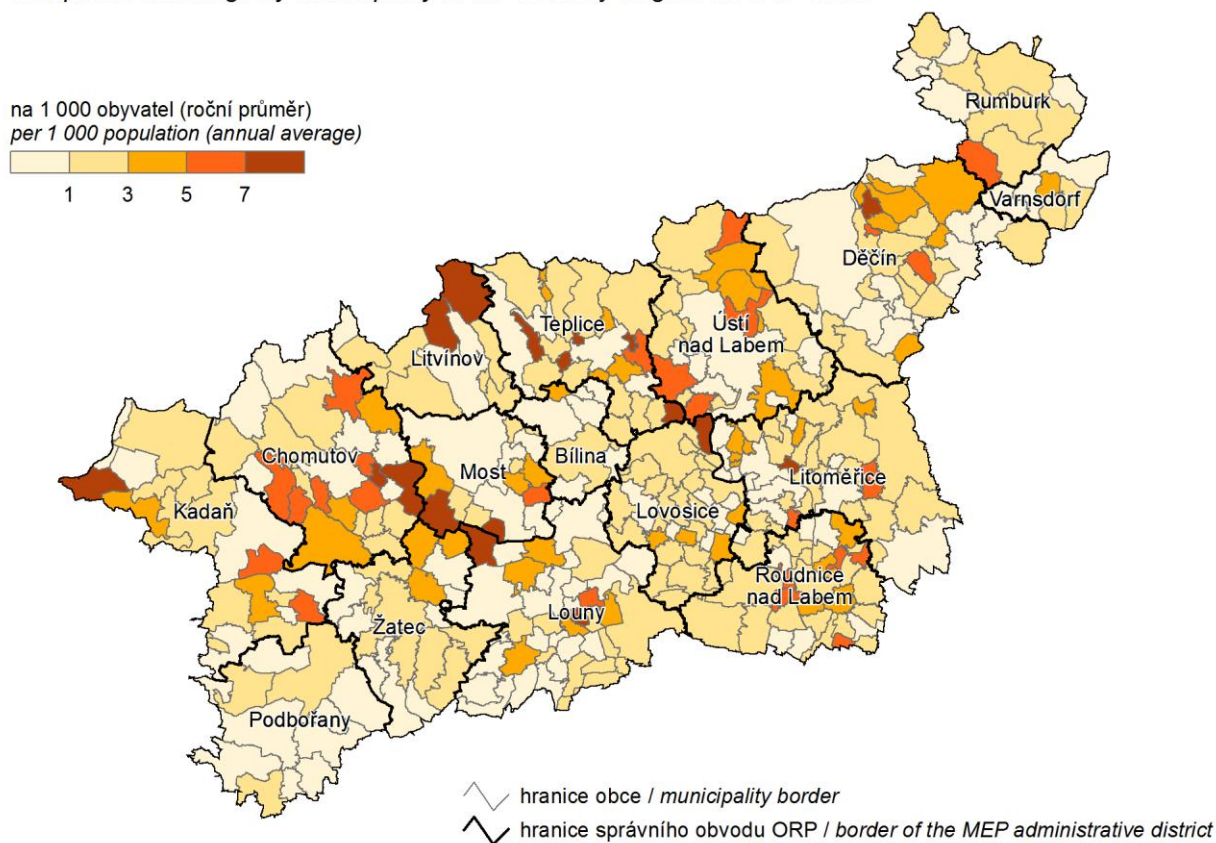 na 1 000 obyvatel (roční průměr)
per 1 000 population (annual average)
1 3 5 7
Rumburk
Varnsdorf
Děčín
Teplice
Ústí
nad Labem
Litvínov
Chomutov
Most
Bílina
Litoměřice
Kadaň
Lovosice
Roudnice
nad Labem
Louny
Žatec
Podbořany
hranice obce / municipality border
hranice správního obvodu ORP / border of the MEP administrative district